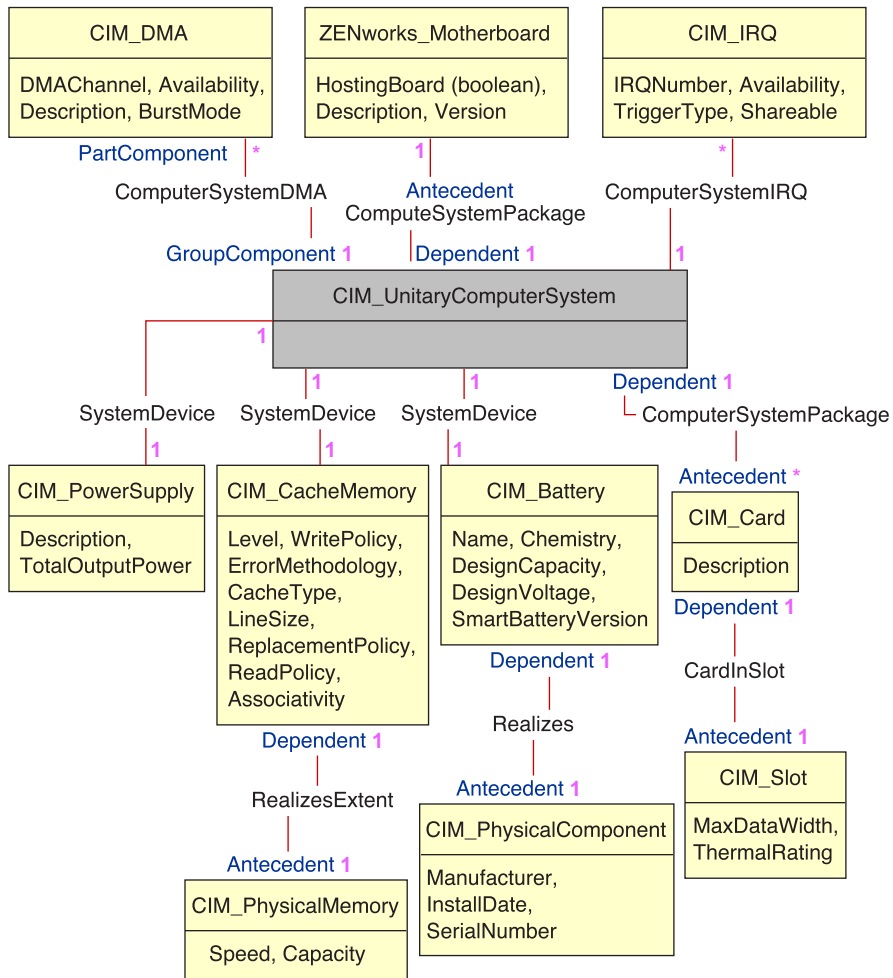 CIM_DMA
DMAChannel, Availability,
Description, BurstMode
ZENworks_Motherboard
HostingBoard (boolean),
Description, Version
CIM_IRQ
IRQNumber, Availability,
TriggerType, Shareable
PartComponent *
1
*
ComputerSystemDMA
Antecedent
ComputeSystemPackage
ComputerSystemIRQ
GroupComponent 1
Dependent 1
1
CIM_UnitaryComputerSystem
1
1
1
Dependent 1
SystemDevice
SystemDevice
SystemDevice
ComputerSystemPackage
1
1
1
Antecedent *
CIM_PowerSupply
Description,
TotalOutputPower
CIM_CacheMemory
Level, WritePolicy,
ErrorMethodology,
CacheType,
LineSize,
ReplacementPolicy,
ReadPolicy,
Associativity
CIM_Battery
Name, Chemistry,
DesignCapacity,
DesignVoltage,
SmartBatteryVersion
CIM_Card
Description
Dependent 1
CardInSlot
Antecedent 1
CIM_Slot
MaxDataWidth,
ThermalRating
Dependent 1
Realizes
Antecedent 1
CIM_PhysicalComponent
Manufacturer,
InstallDate,
SerialNumber
Dependent 1
RealizesExtent
Antecedent 1
CIM_PhysicalMemory
Speed, Capacity